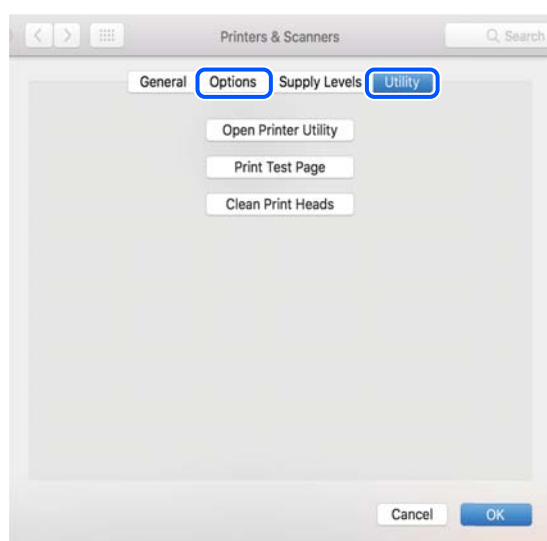 Printers & Scanners Search
General Options Supply Levels Utility
Open Printer Utility
Print Test Page
Clean Print Heads
Cancel OK